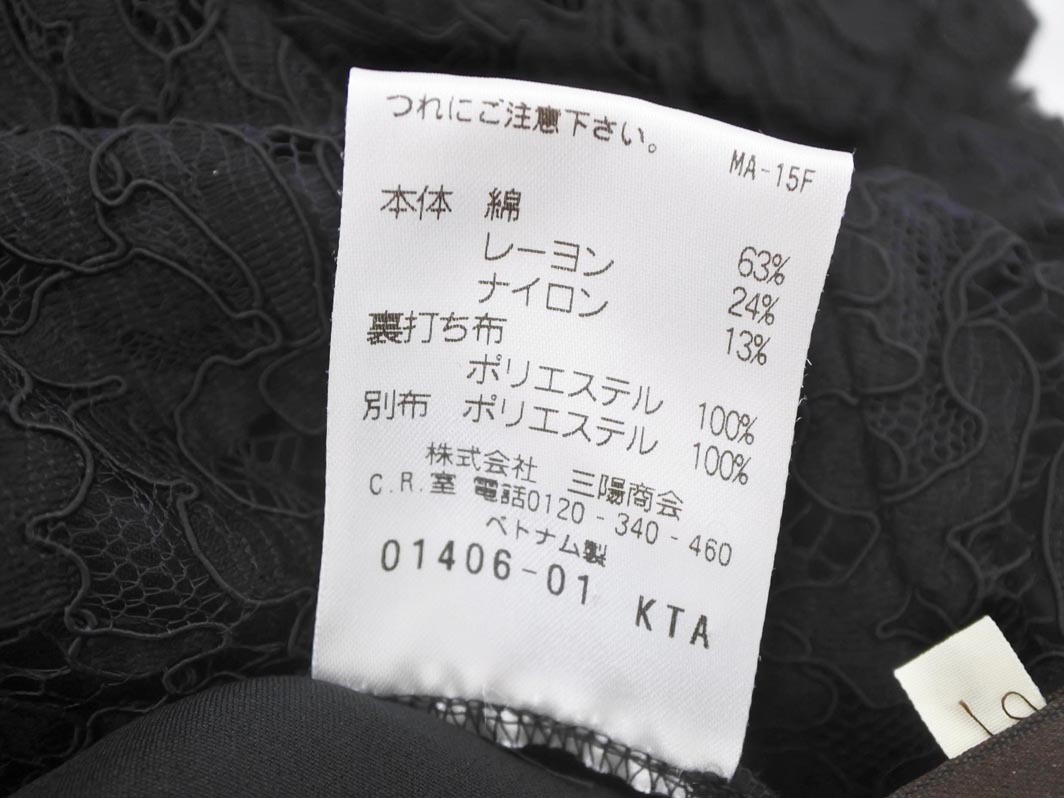 つれにご注意下さい。
MA-15F
本体 綿 63%
レーヨン 24%
ナイロン 13%
裏打ち布
ポリエステル 100%
別布 ポリエステル 100%
株式会社 三陽商会
C.R.室 電話0120-340-460
ベトナム製
01406-01 KTA